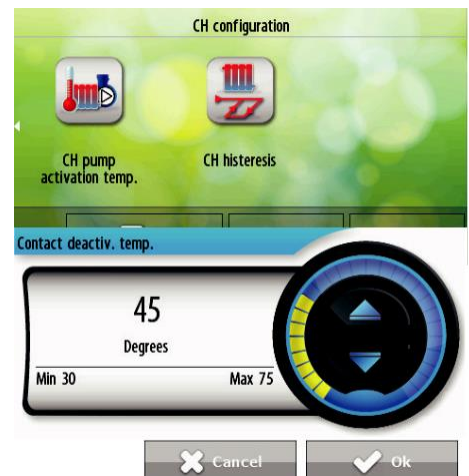 CH configuration
CH pump
activation temp.
CH histeresis
Contact deactiv. temp.
45
Degrees
Min 30
Max 75
Cancel
Ok